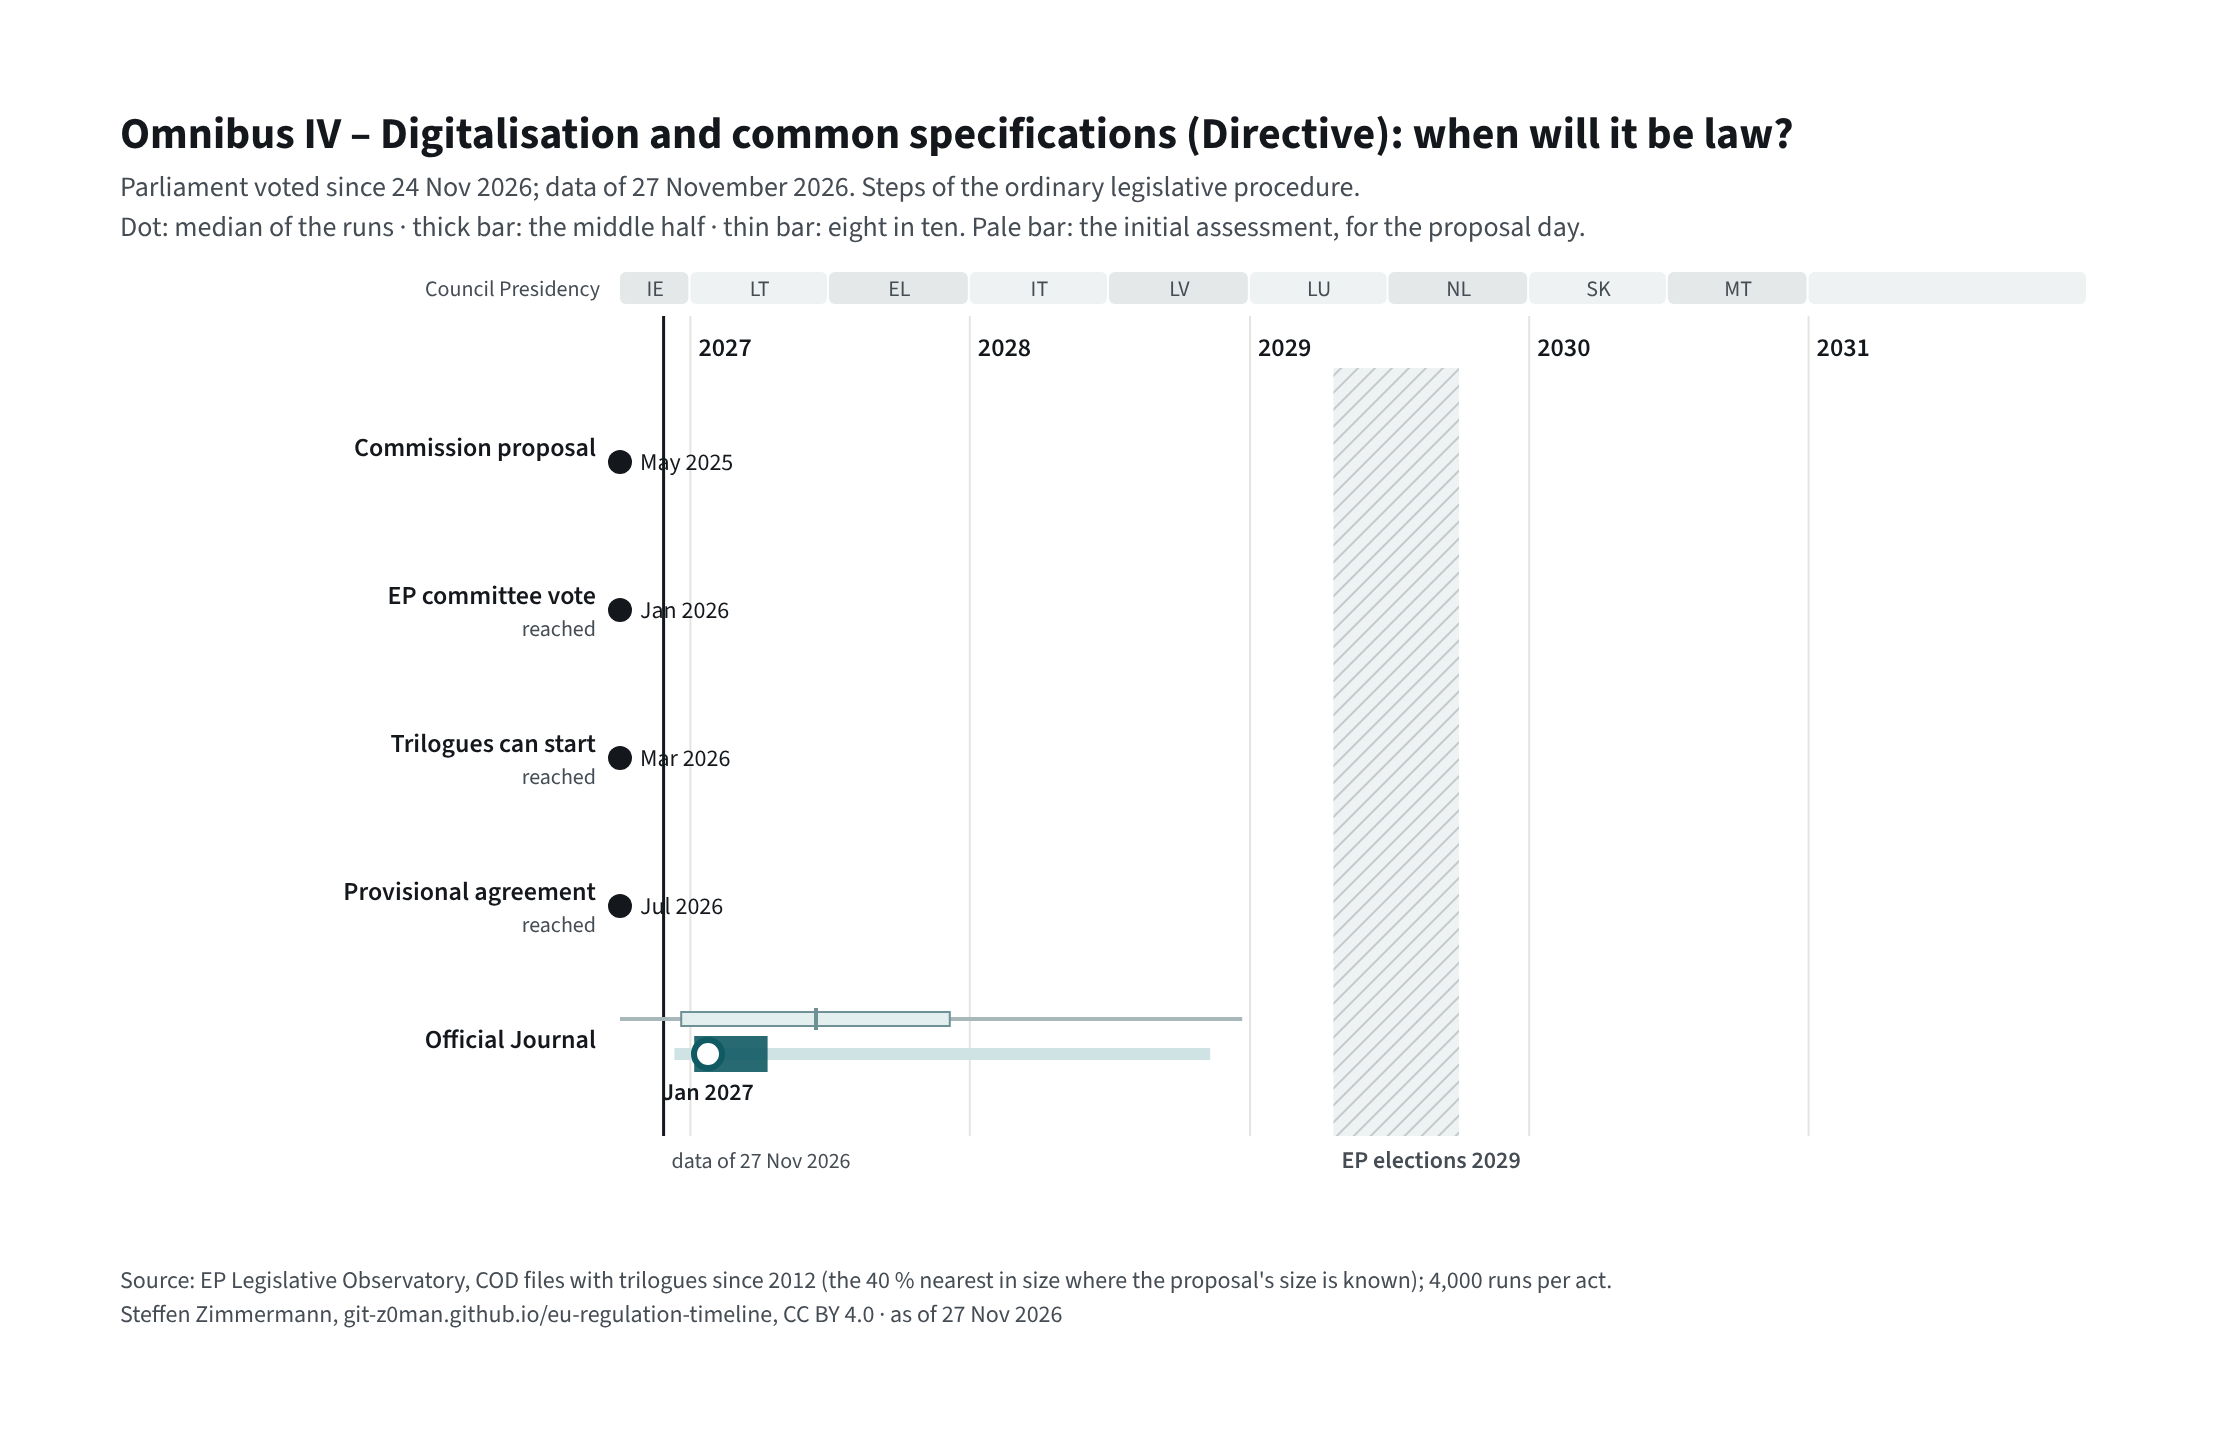 Omnibus IV – Digitalisation and common specifications (Directive): when will it be law?
Parliament voted since 24 Nov 2026; data of 27 November 2026. Steps of the ordinary legislative procedure.
Dot: median of the runs · thick bar: the middle half · thin bar: eight in ten. Pale bar: the initial assessment, for the proposal day.
Council Presidency IE LT EL IT LV LU NL SK MT
2027 2028 2029 2030 2031
Commission proposal
May 2025
EP committee vote
Jan 2026
reached
Trilogues can start
Mar 2026
reached
Provisional agreement
Jul 2026
reached
Official Journal
Jan 2027
data of 27 Nov 2026 EP elections 2029
Source: EP Legislative Observatory, COD files with trilogues since 2012 (the 40 % nearest in size where the proposal's size is known); 4,000 runs per act.
Steffen Zimmermann, git-z0man.github.io/eu-regulation-timeline, CC BY 4.0 · as of 27 Nov 2026